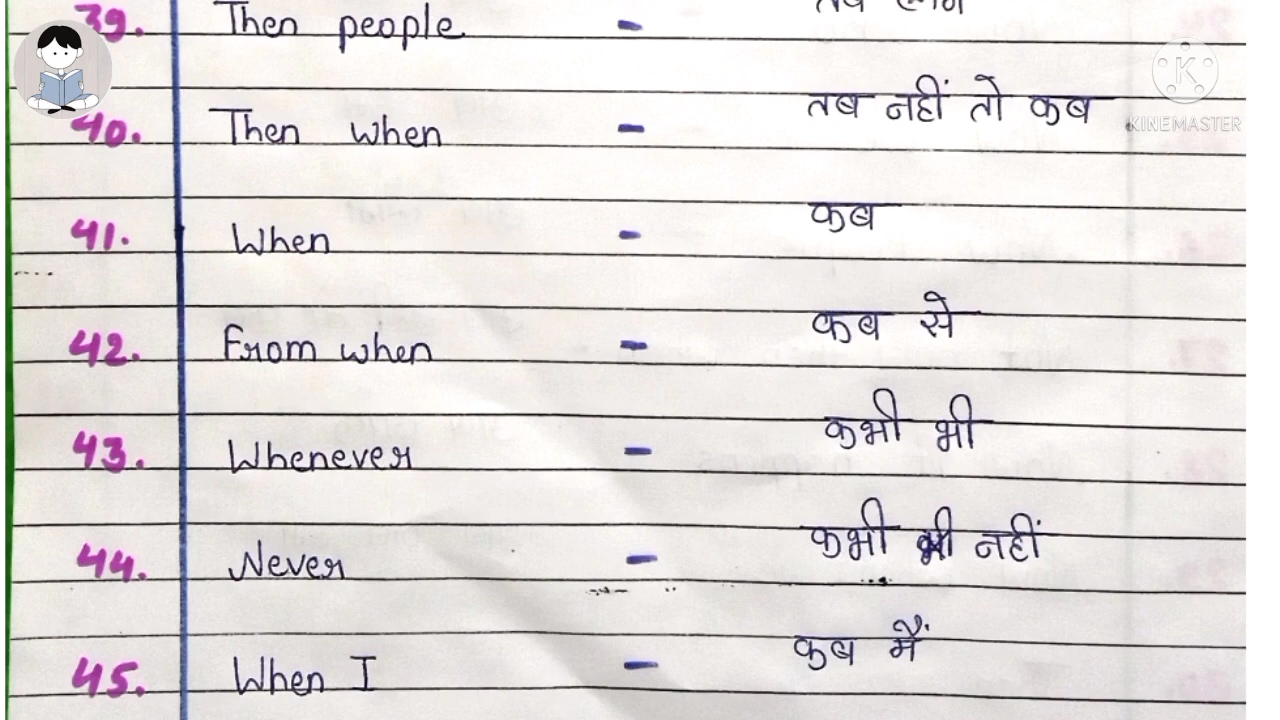 39. Then people - तब लोग
40. Then when - तब नहीं तो कब
KINEMASTER
41. When - कब
42. From when - कब से
43. Whenever - कभी भी
44. Never - कभी भी नहीं
45. When I - कब मैं